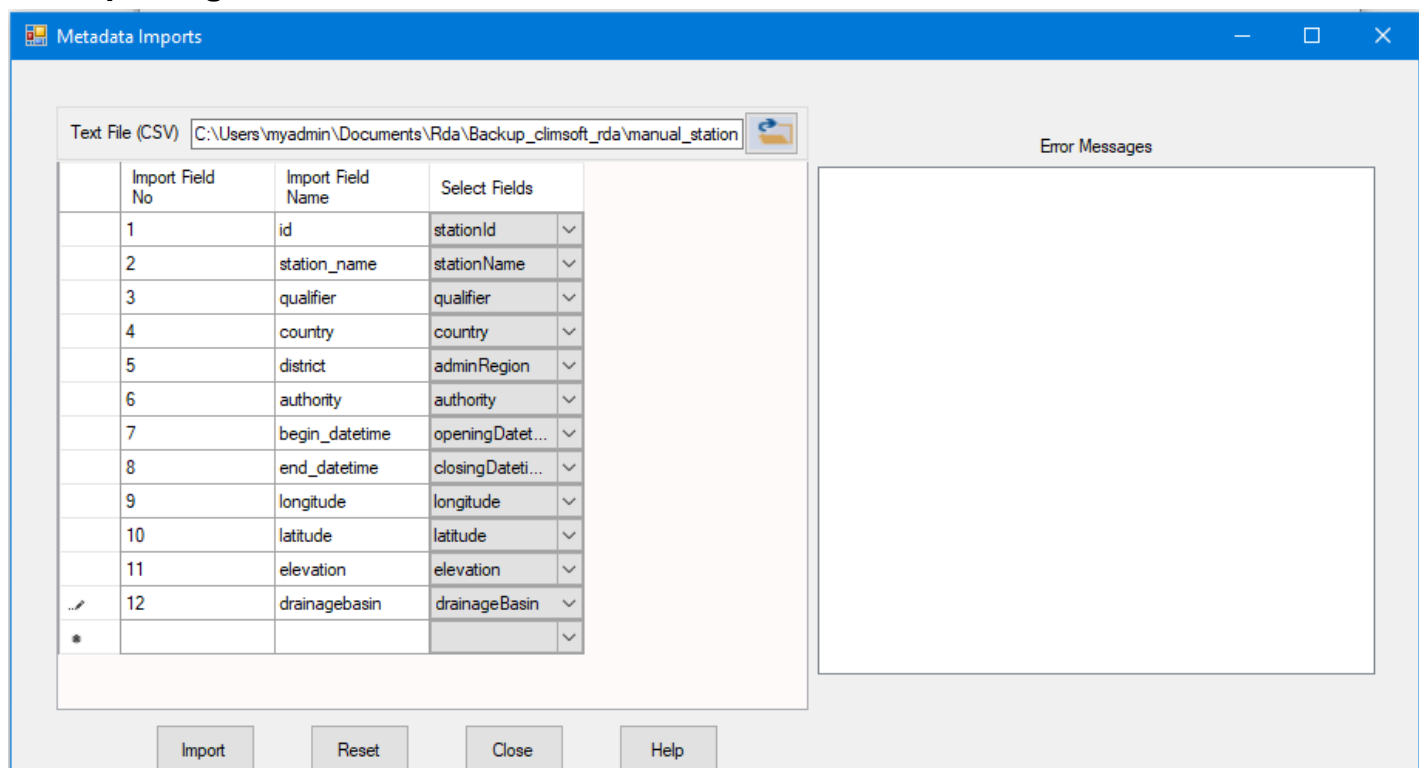 Metadata Imports
Text File (CSV) C:\Users\myadmin\Documents\Rda\Backup_climsoft_rda\manual_station
Error Messages
Import Field No Import Field Name Select Fields
1 id stationId
2 station_name stationName
3 qualifier qualifier
4 country country
5 district adminRegion
6 authority authority
7 begin_datetime openingDatet...
8 end_datetime closingDateti...
9 longitude longitude
10 latitude latitude
11 elevation elevation
12 drainagebasin drainageBasin
Import Reset Close Help